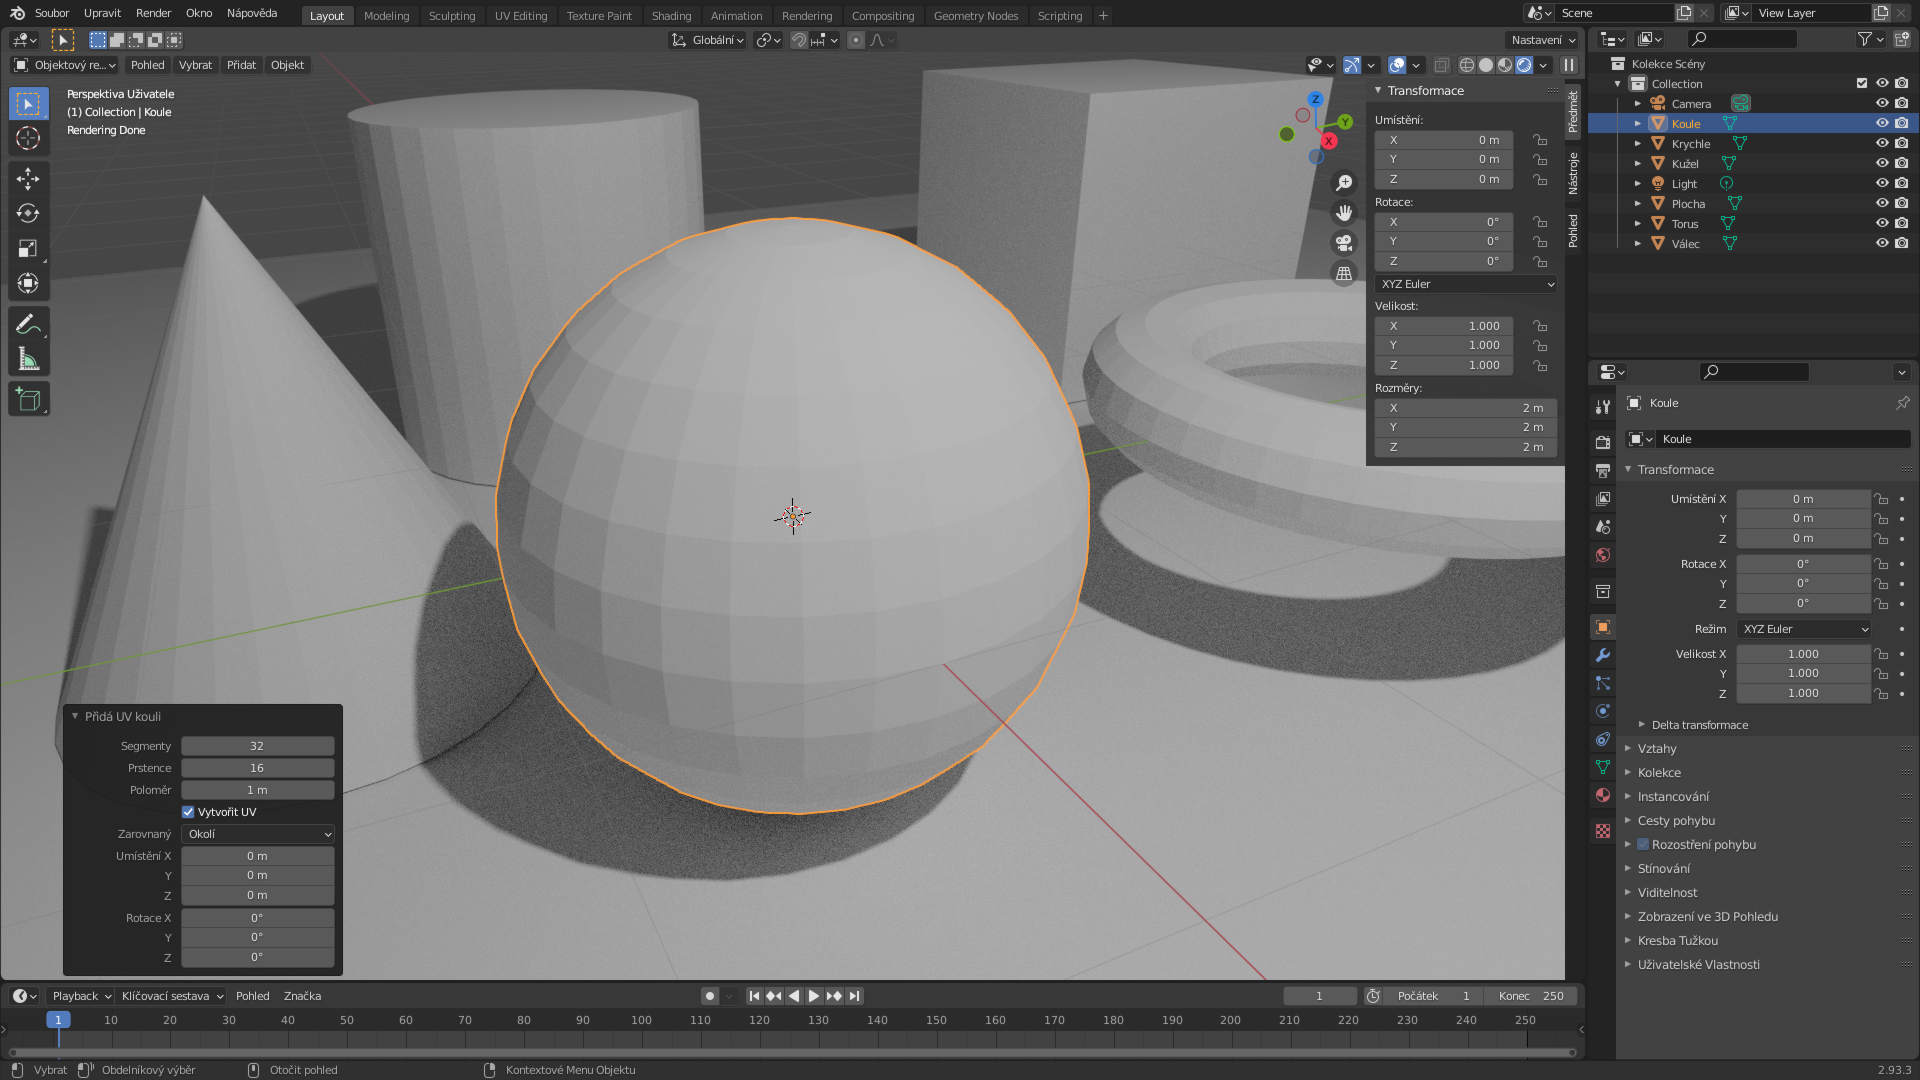 Soubor Upravit Render Okno Nápověda Layout Modeling Sculpting UV Editing Texture Paint Shading Animation Rendering Compositing Geometry Nodes Scripting + Scene View Layer
Globální Nastavení
Objektový re... Pohled Vybrat Přidat Objekt
Perspektiva Uživatele
(1) Collection | Koule
Rendering Done
Z
Y
X
Transformace
Umístění:
X 0 m
Y 0 m
Z 0 m
Rotace:
X 0°
Y 0°
Z 0°
XYZ Euler
Velikost:
X 1.000
Y 1.000
Z 1.000
Rozměry:
X 2 m
Y 2 m
Z 2 m
Předmět
Nástroje
Pohled
Kolekce Scény
Collection
Camera
Koule
Krychle
Kužel
Light
Plocha
Torus
Válec
Koule
Koule
Transformace
Umístění X 0 m
Y 0 m
Z 0 m
Rotace X 0°
Y 0°
Z 0°
Režim XYZ Euler
Velikost X 1.000
Y 1.000
Z 1.000
Delta transformace
Vztahy
Kolekce
Instancování
Cesty pohybu
Rozostření pohybu
Stínování
Viditelnost
Zobrazení ve 3D Pohledu
Kresba Tužkou
Uživatelské Vlastnosti
Přidá UV kouli
Segmenty 32
Prstence 16
Poloměr 1 m
Vytvořit UV
Zarovnaný Okolí
Umístění X 0 m
Y 0 m
Z 0 m
Rotace X 0°
Y 0°
Z 0°
Playback Klíčovací sestava Pohled Značka 1 Počátek 1 Konec 250
1 10 20 30 40 50 60 70 80 90 100 110 120 130 140 150 160 170 180 190 200 210 220 230 240 250
Vybrat Obdelníkový výběr Otočit pohled Kontextové Menu Objektu 2.93.3